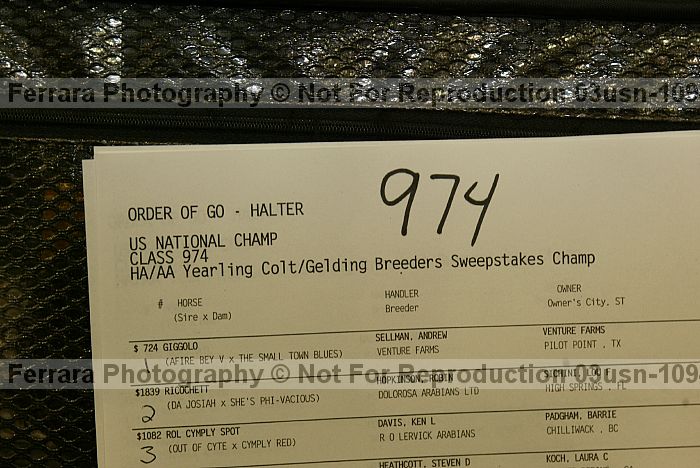 Ferrara Photography © Not For Reproduction 03usn-109
974
ORDER OF GO - HALTER
US NATIONAL CHAMP
CLASS 974
HA/AA Yearling Colt/Gelding Breeders Sweepstakes Champ
# HORSE HANDLER OWNER
(Sire x Dam) Breeder Owner's City, ST
$ 724 GIGGOLO SELLMAN, ANDREW VENTURE FARMS
1 (AFIRE BEY V x THE SMALL TOWN BLUES) VENTURE FARMS PILOT POINT , TX
Ferrara Photography © Not For Reproduction 03usn-109
$1839 RICOCHETT HOPKINSON, ROBIN
2 (DA JOSIAH x SHE'S PHI-VACIOUS) DOLOROSA ARABIANS LTD HIGH SPRINGS , FL
$1082 ROL CYMPLY SPOT DAVIS, KEN L PADGHAM, BARRIE
3 (OUT OF CYTE x CYMPLY RED) R O LERVICK ARABIANS CHILLIWACK , BC
HEATHCOTT, STEVEN D KOCH, LAURA C